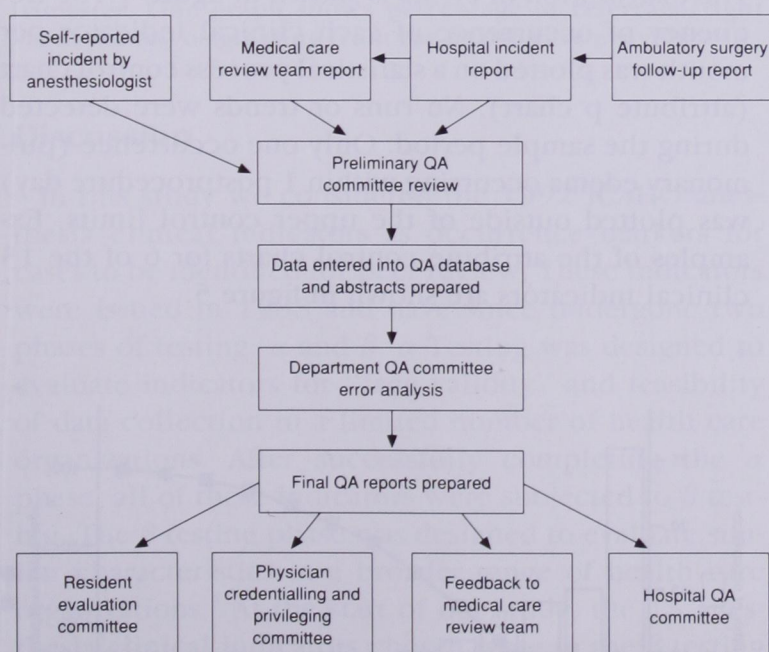 Self-reported
incident by
anesthesiologist
Medical care
review team report
Hospital incident
report
Ambulatory surgery
follow-up report
Preliminary QA
committee review
Data entered into QA database
and abstracts prepared
Department QA committee
error analysis
Final QA reports prepared
Resident
evaluation
committee
Physician
credentialling and
privileging
committee
Feedback to
medical care
review team
Hospital QA
committee